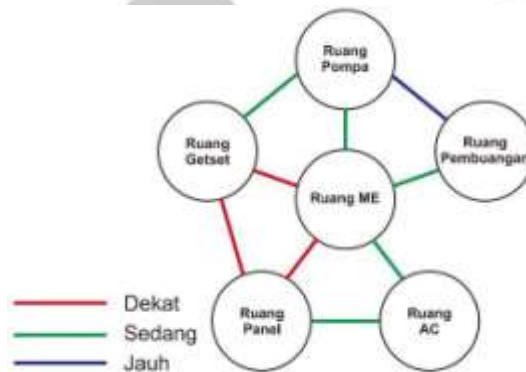 Ruang
Pompa
Ruang
Getset
Ruang
Pembuangan
Ruang ME
Ruang
Panel
Ruang
AC
Dekat
Sedang
Jauh